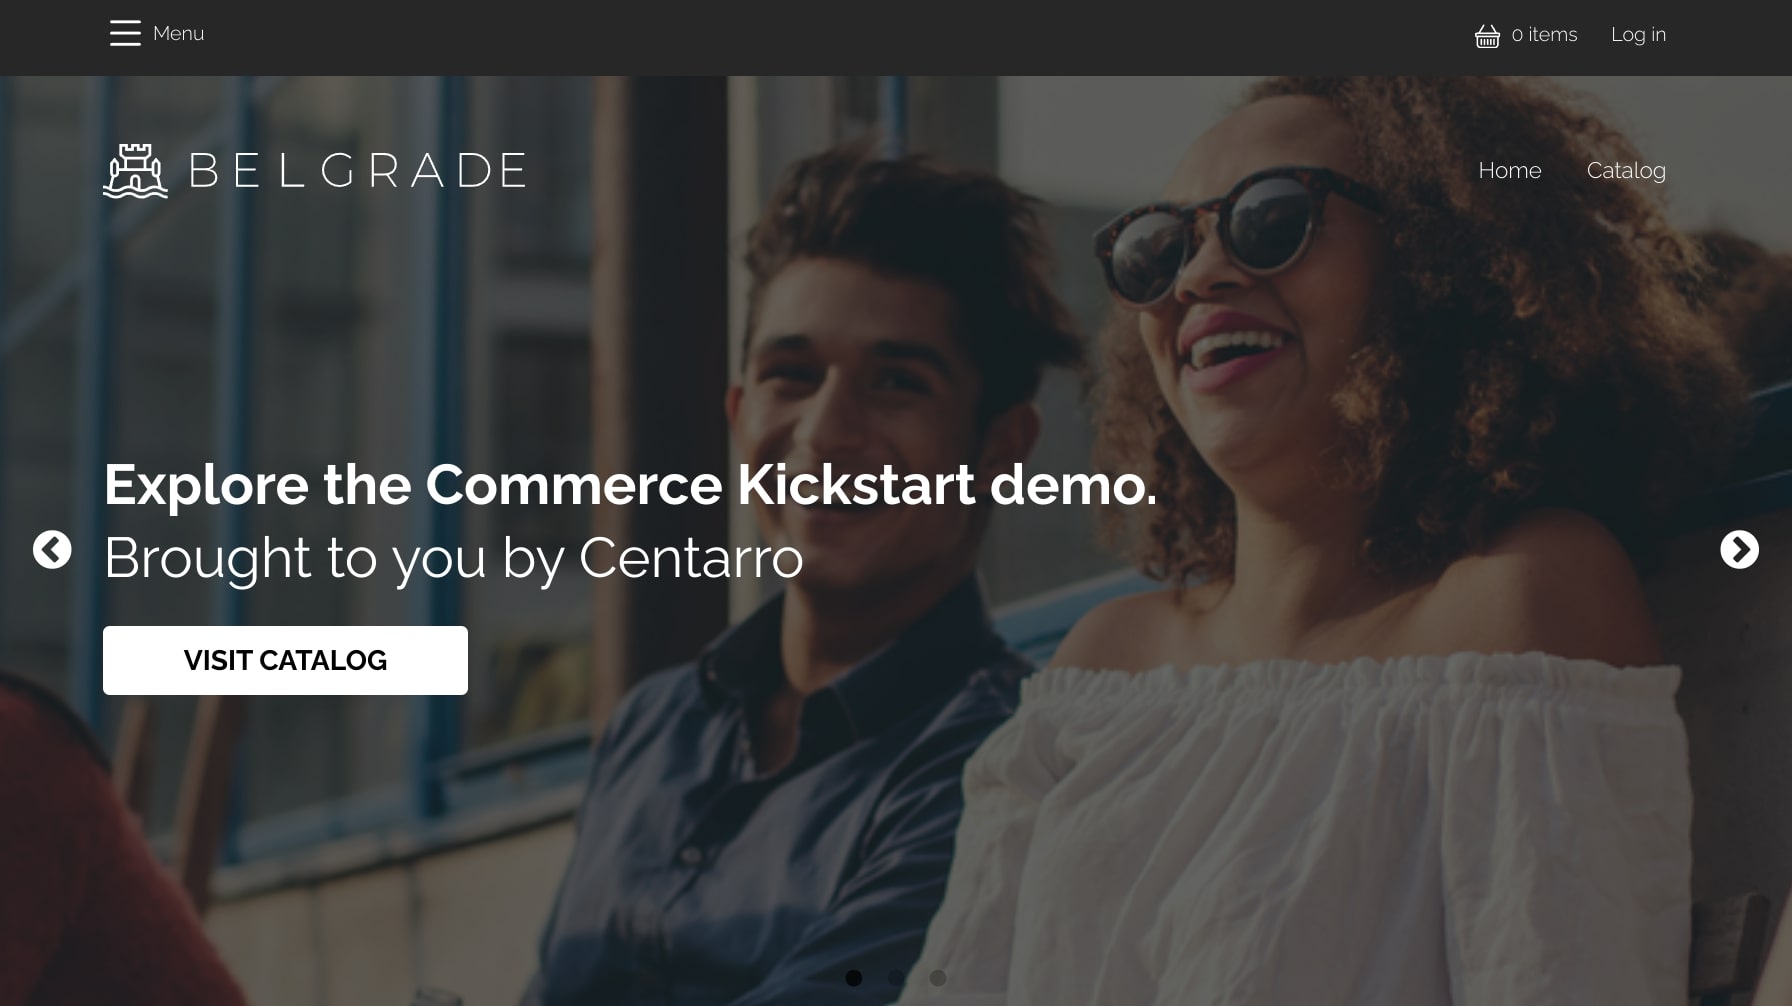 Menu
0 items
Log in
BELGRADE
Home
Catalog
Explore the Commerce Kickstart demo.
Brought to you by Centarro
VISIT CATALOG